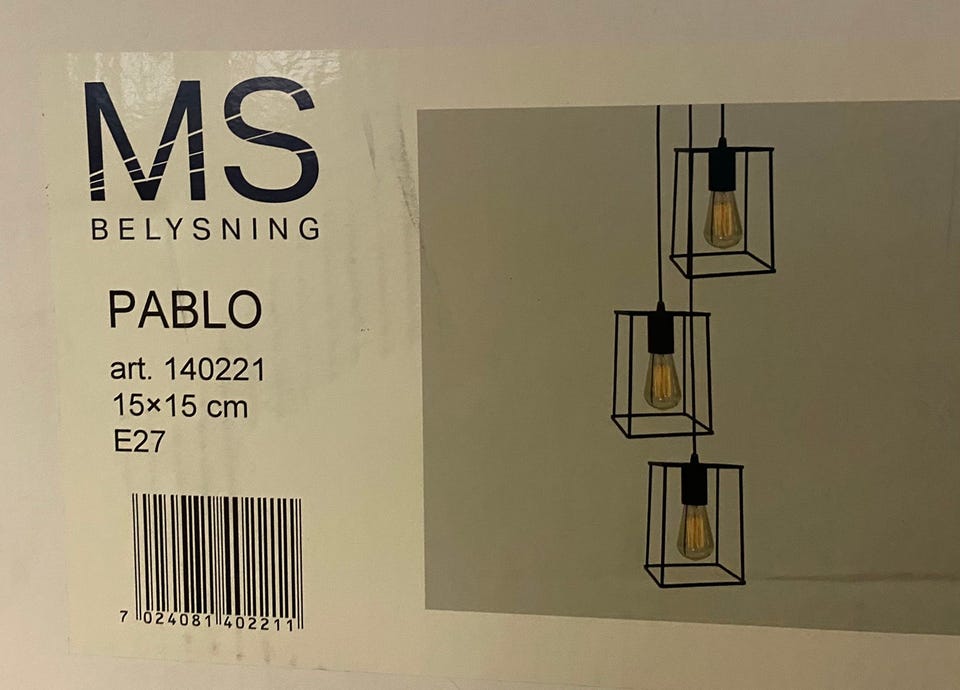 MS
BELYSNING
PABLO
art. 140221
15×15 cm
E27
7 024081 402211